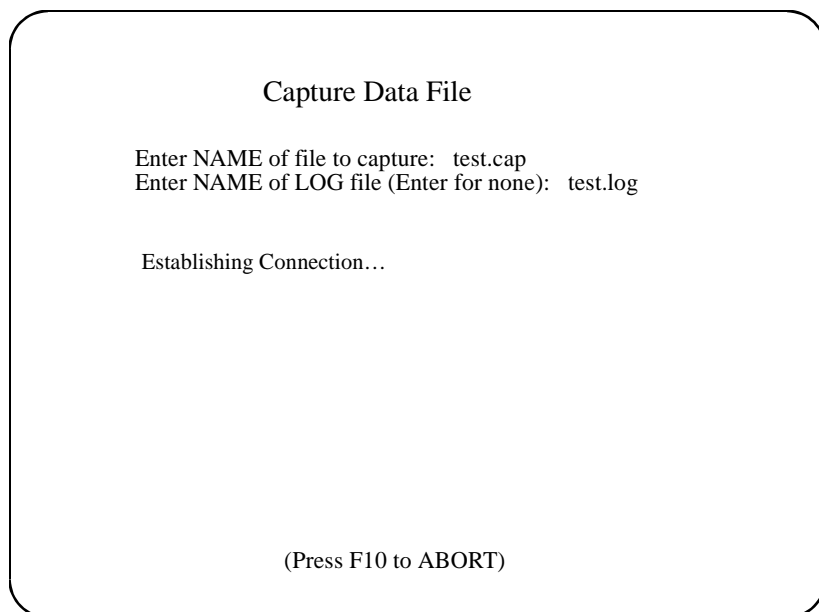 Capture Data File
Enter NAME of file to capture: test.cap
Enter NAME of LOG file (Enter for none): test.log
Establishing Connection…
(Press F10 to ABORT)